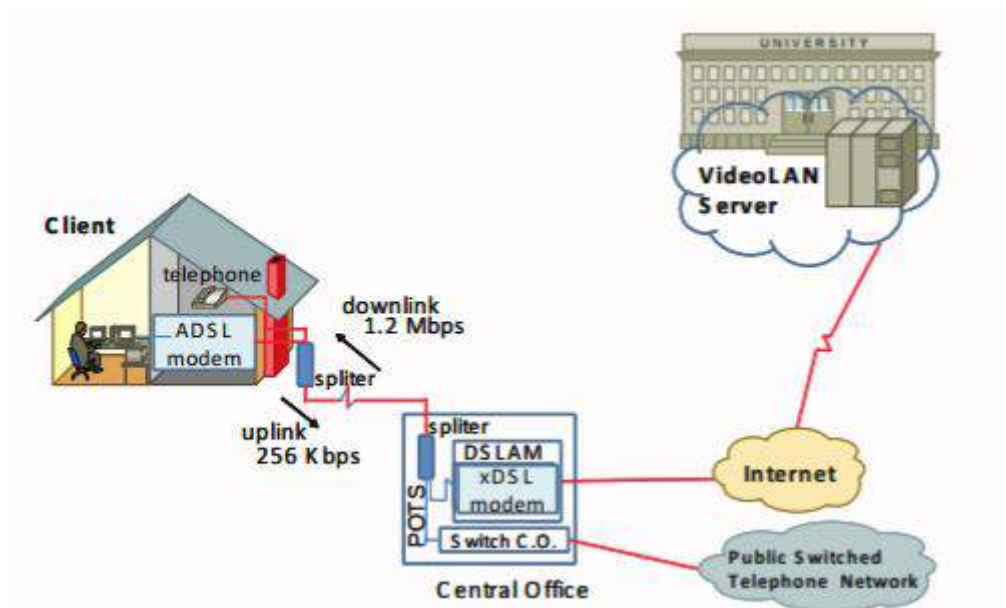 UNIVERSITY
VideoLAN
Server
Client
telephone
ADSL
modem
downlink
1.2 Mbps
spliter
uplink
256 Kbps
spliter
DSLAM
xDSL
modem
POTS
Switch C.O.
Central Office
Internet
Public Switched
Telephone Network